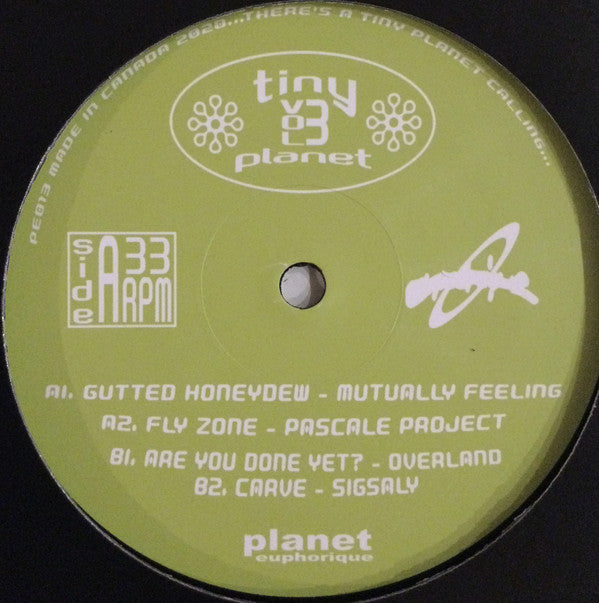 PE013 MADE IN CANADA 2020...THERE'S A TINY PLANET CALLING...
tiny
VOL 3
planet
side A 33 RPM
A1. GUTTED HONEYDEW - MUTUALLY FEELING
A2. FLY ZONE - PASCALE PROJECT
B1. ARE YOU DONE YET? - OVERLAND
B2. CARVE - SIGSALY
planet
euphorique